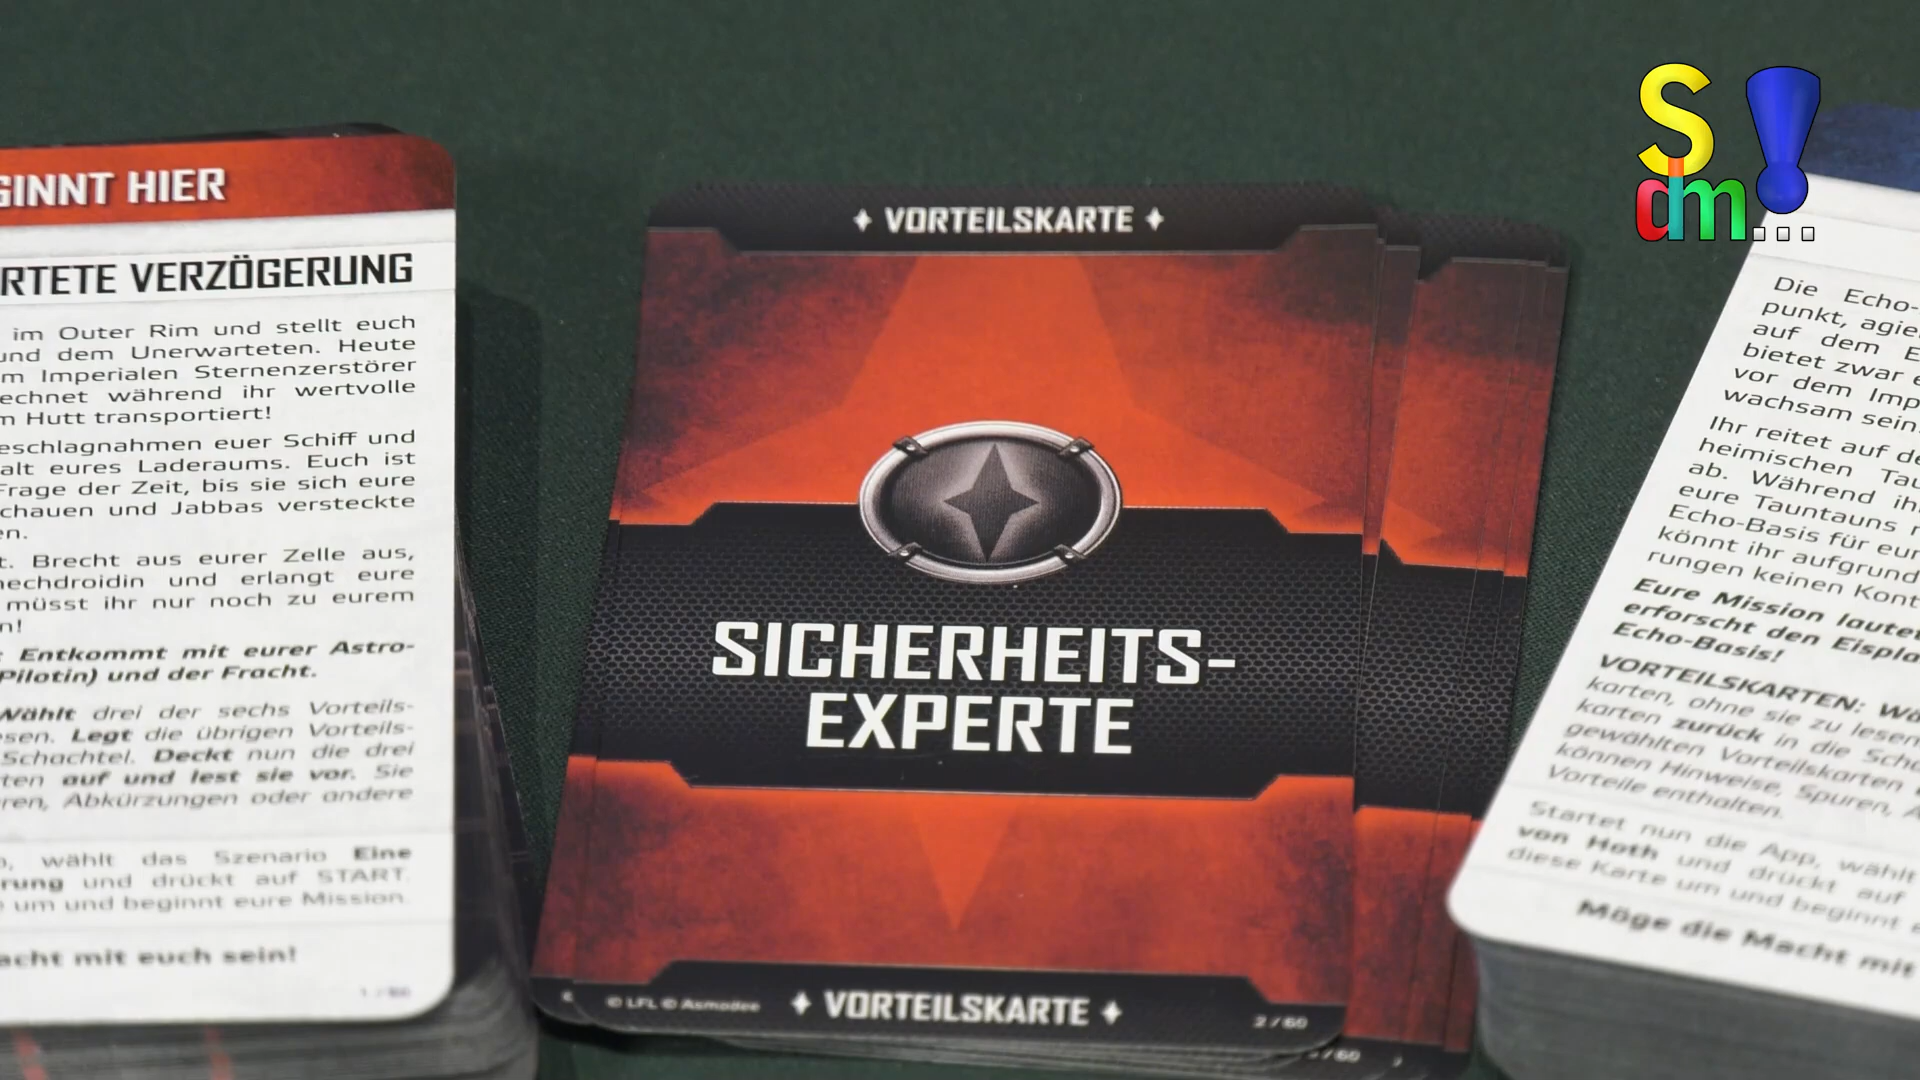 GINNT HIER
RTETE VERZÖGERUNG
im Outer Rim und stellt euch
und dem Unerwarteten. Heute
m Imperialen Sternenzerstörer
echnet während ihr wertvolle
m Hutt transportiert!
eschlagnahmen euer Schiff und
alt eures Laderaums. Euch ist
Frage der Zeit, bis sie sich eure
chauen und Jabbas versteckte
en.
t. Brecht aus eurer Zelle aus,
mechdroidin und erlangt eure
müsst ihr nur noch zu eurem
n!
: Entkommt mit eurer Astro-
Pilotin) und der Fracht.
Wählt drei der sechs Vorteils-
esen. Legt die übrigen Vorteils-
Schachtel. Deckt nun die drei
rten auf und lest sie vor. Sie
ren, Abkürzungen oder andere
o, wählt das Szenario Eine
rung und drückt auf START.
e um und beginnt eure Mission.
acht mit euch sein!
1 / 60
VORTEILSKARTE
SICHERHEITS-
EXPERTE
© LFL © Asmodee
VORTEILSKARTE
2 / 60
/ 60
Sdm...!
Die Echo-
punkt, agie
auf dem E
bietet zwar e
vor dem Imp
wachsam sein.
Ihr reitet auf de
heimischen Tau
ab. Während ih
eure Tauntauns r
Echo-Basis für eur
könnt ihr aufgrund
rungen keinen Kont
Eure Mission lautet
erforscht den Eispla
Echo-Basis!
VORTEILSKARTEN: Wä
karten, ohne sie zu lesen
karten zurück in die Scha
gewählten Vorteilskarten
können Hinweise, Spuren, A
Vorteile enthalten.
Startet nun die App, wählt
von Hoth und drückt auf
diese Karte um und beginnt e
Möge die Macht mit